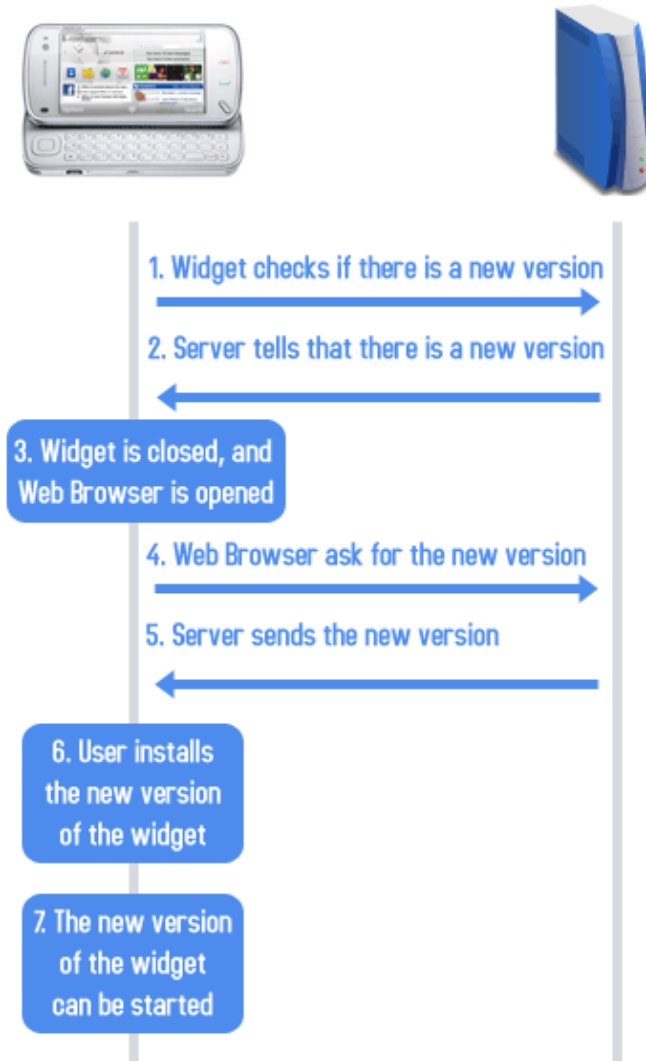 1. Widget checks if there is a new version
2. Server tells that there is a new version
3. Widget is closed, and
Web Browser is opened
4. Web Browser ask for the new version
5. Server sends the new version
6. User installs
the new version
of the widget
7. The new version
of the widget
can be started